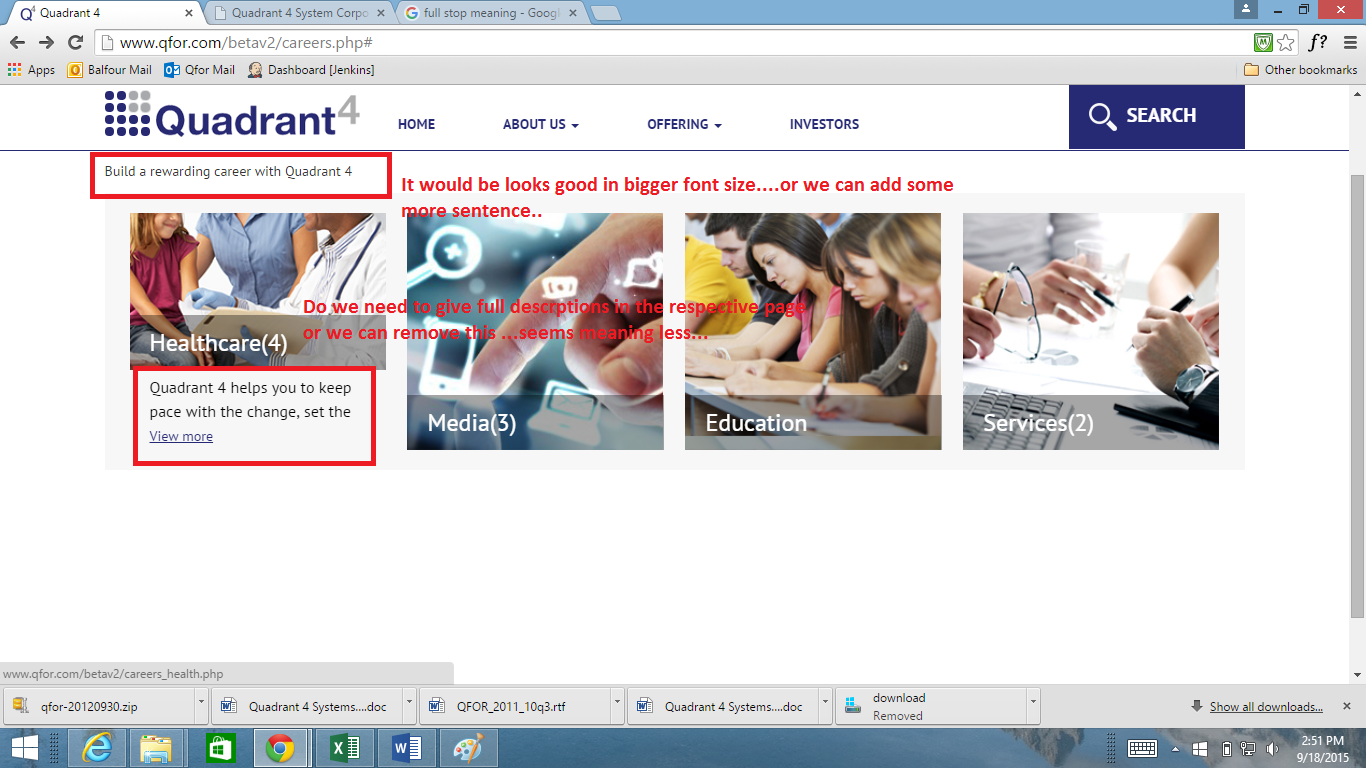 Quadrant 4
Quadrant 4 System Corpo
full stop meaning - Googl
www.qfor.com/betav2/careers.php#
f?
Apps
Balfour Mail
Qfor Mail
Dashboard [Jenkins]
Other bookmarks
Quadrant4
HOME
ABOUT US
OFFERING
INVESTORS
SEARCH
Build a rewarding career with Quadrant 4
It would be looks good in bigger font size....or we can add some
more sentence..
Do we need to give full descrptions in the respective page
or we can remove this ...seems meaning less...
Healthcare(4)
Quadrant 4 helps you to keep
pace with the change, set the
View more
Media(3)
Education
Services(2)
www.qfor.com/betav2/careers_health.php
qfor-20120930.zip
Quadrant 4 Systems....doc
QFOR_2011_10q3.rtf
Quadrant 4 Systems....doc
download
Removed
Show all downloads...
2:51 PM
9/18/2015